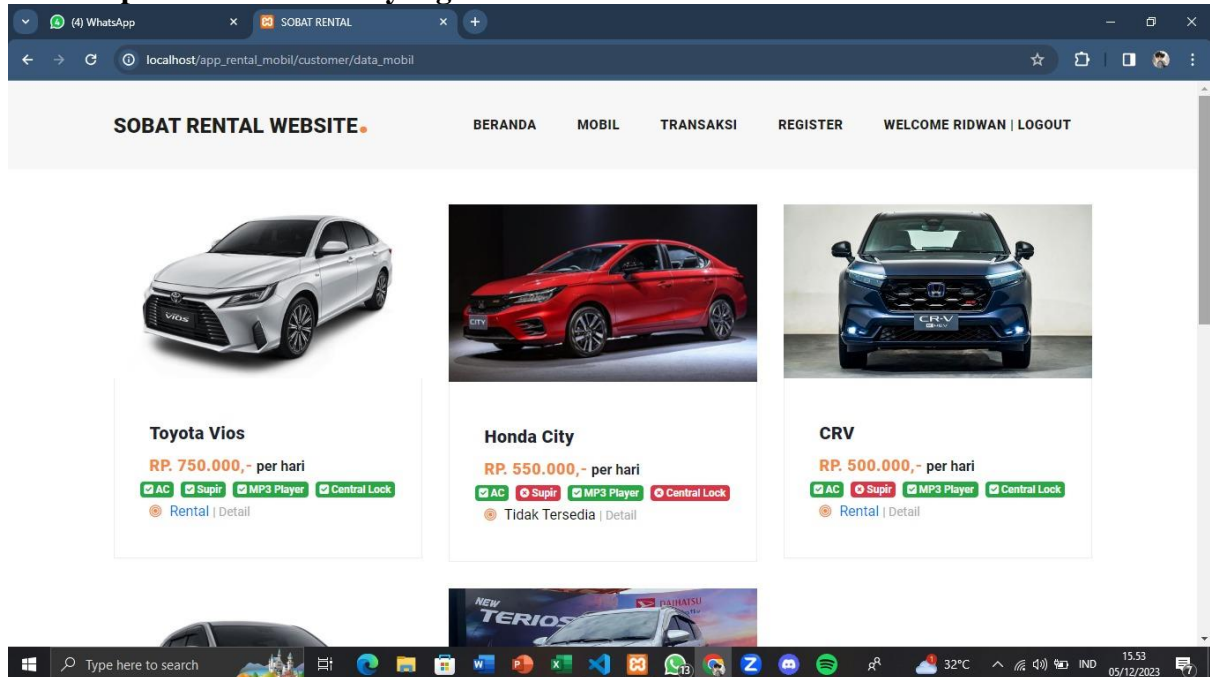 (4) WhatsApp
SOBAT RENTAL
localhost/app_rental_mobil/customer/data_mobil
SOBAT RENTAL WEBSITE.
BERANDA MOBIL TRANSAKSI REGISTER WELCOME RIDWAN | LOGOUT
VIOS
CITY
CR-V
Toyota Vios
RP. 750.000,- per hari
AC Supir MP3 Player Central Lock
Rental | Detail
Honda City
RP. 550.000,- per hari
AC Supir MP3 Player Central Lock
Tidak Tersedia | Detail
CRV
RP. 500.000,- per hari
AC Supir MP3 Player Central Lock
Rental | Detail
NEW
TERIOS
DAIHATSU
Type here to search
32°C
IND
15.53
05/12/2023